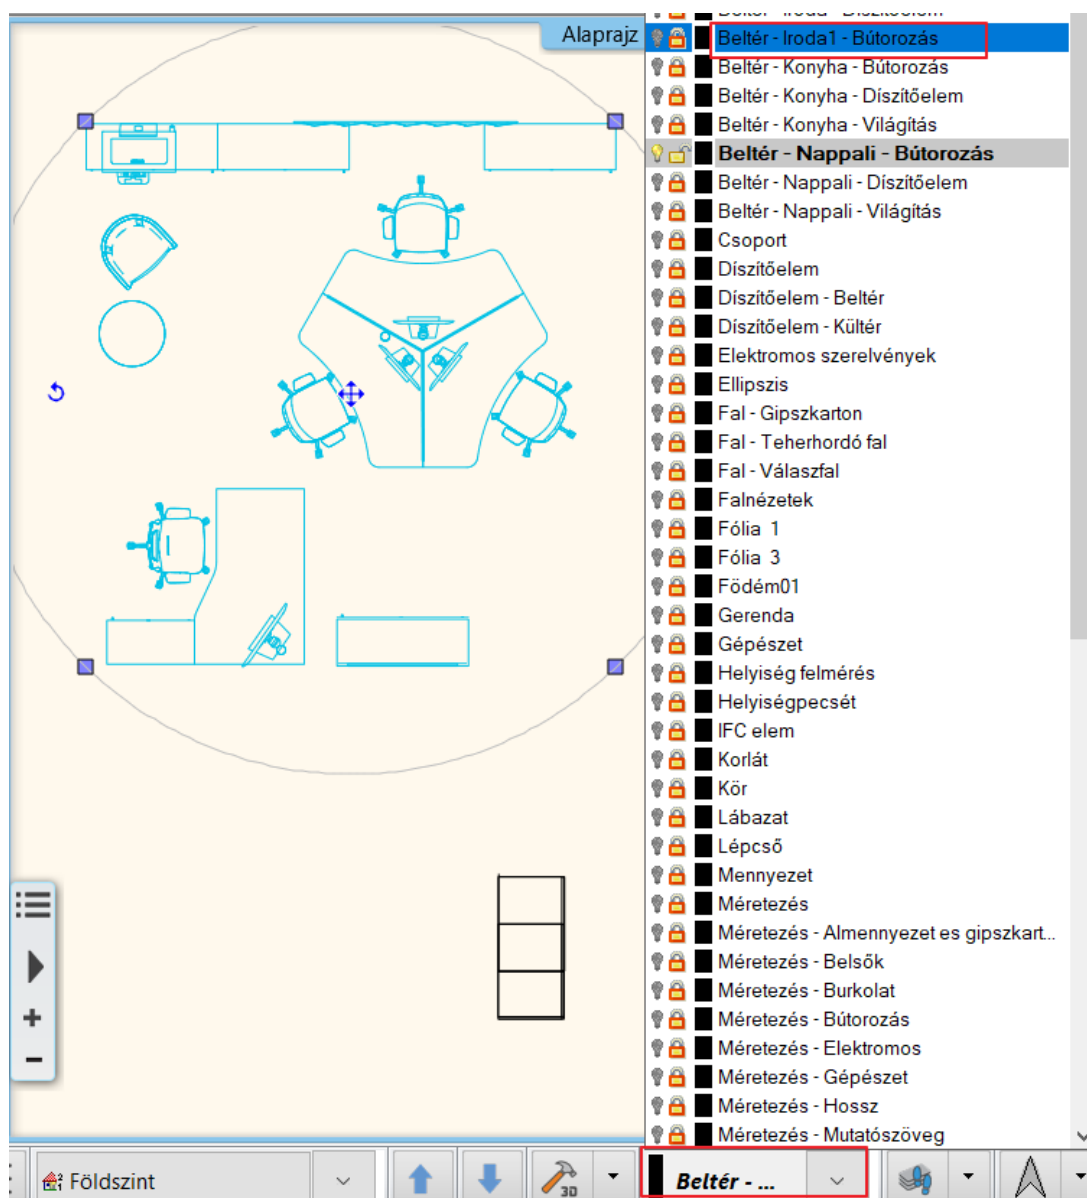 Alaprajz
Beltér - Iroda - Díszítőelem
Beltér - Iroda1 - Bútorozás
Beltér - Konyha - Bútorozás
Beltér - Konyha - Díszítőelem
Beltér - Konyha - Világítás
Beltér - Nappali - Bútorozás
Beltér - Nappali - Díszítőelem
Beltér - Nappali - Világítás
Csoport
Díszítőelem
Díszítőelem - Beltér
Díszítőelem - Kültér
Elektromos szerelvények
Ellipszis
Fal - Gipszkarton
Fal - Teherhordó fal
Fal - Válaszfal
Falnézetek
Fólia 1
Fólia 3
Födém01
Gerenda
Gépészet
Helyiség felmérés
Helyiségpecsét
IFC elem
Korlát
Kör
Lábazat
Lépcső
Mennyezet
Méretezés
Méretezés - Almennyezet es gipszkart...
Méretezés - Belsők
Méretezés - Burkolat
Méretezés - Bútorozás
Méretezés - Elektromos
Méretezés - Gépészet
Méretezés - Hossz
Méretezés - Mutatószöveg
Földszint
3D
Beltér - ...